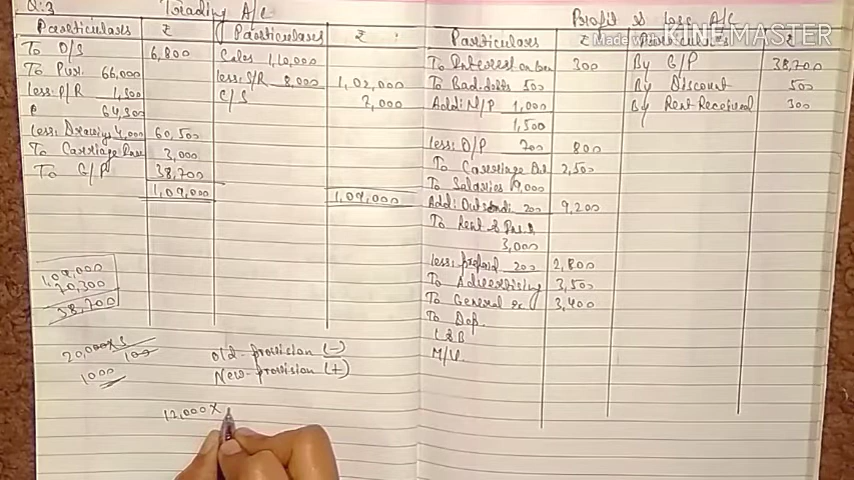 Q.3 Trading A/C
Particulars ₹ Particulars ₹
To O/S 6,800 Sales 1,10,000
To Pur. 66,000 less: S/R 8,000 1,02,000
less: P/R 1,500 C/S 7,000
64,500
less: Drawing 4,000 60,500
To Carriage 3,000
To G/P 38,700
1,09,000 1,09,000
1,09,000
70,300
38,700
20,000 x 5
100
1000
Old provision (-)
New provision (+)
12,000 x
Profit & loss A/C
Made with KINEMASTER
Particulars ₹ Particulars ₹
To Interest on 300 By G/P 38,700
To Bad debts 500 By Discount 500
Add: N/P 1,000 By Rent Received 300
1,500
less: O/P 700 800
To Carriage 2,500
To Salaries 9,000
Add: Outstandi 200 9,200
To Rent &
3,000
less: prepaid 200 2,800
To Advertising 3,500
To General ex 3,400
To Dep.
L&B